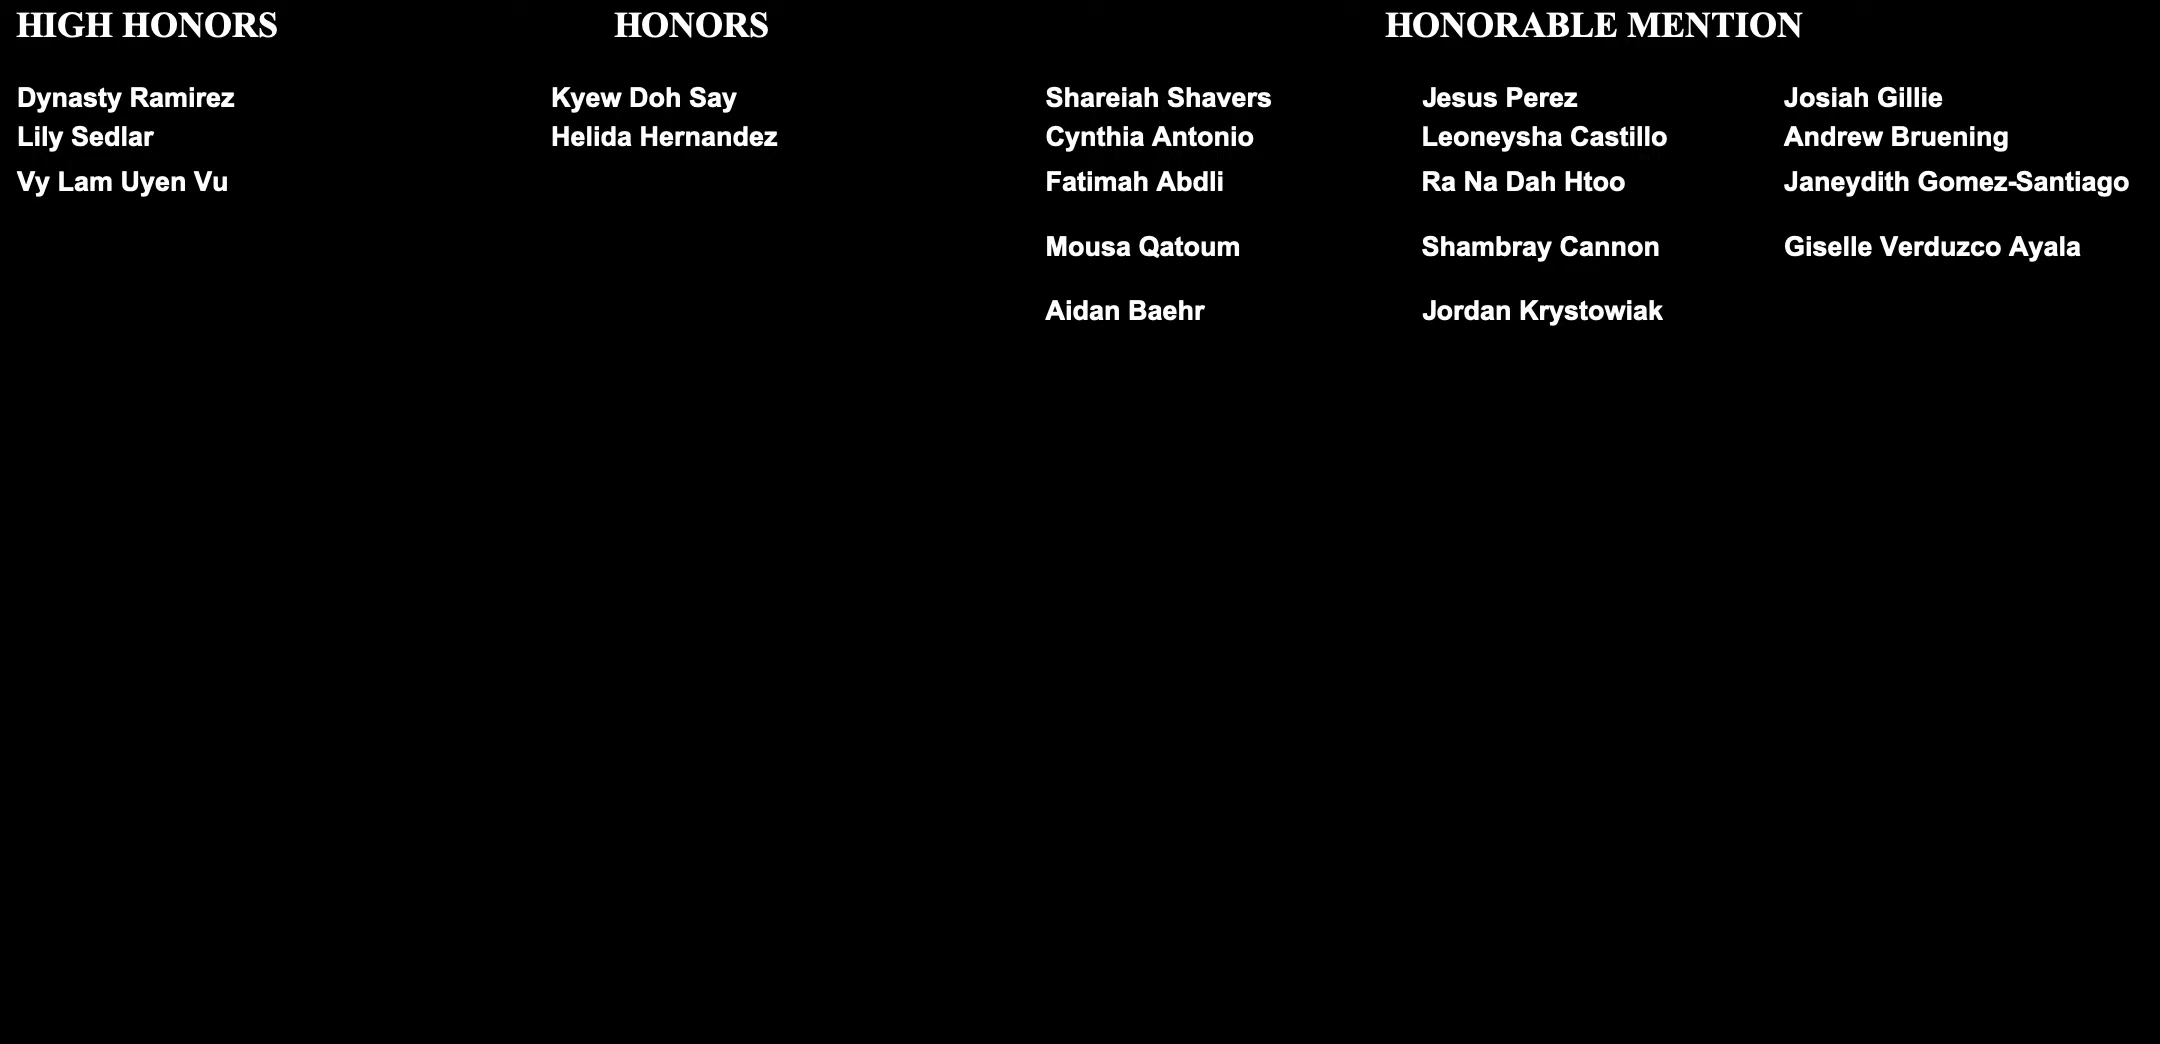 HIGH HONORS
Dynasty Ramirez
Lily Sedlar
Vy Lam Uyen Vu
HONORS
Kyew Doh Say
Helida Hernandez
HONORABLE MENTION
Shareiah Shavers
Cynthia Antonio
Fatimah Abdli
Mousa Qatoum
Aidan Baehr
Jesus Perez
Leoneysha Castillo
Ra Na Dah Htoo
Shambray Cannon
Jordan Krystowiak
Josiah Gillie
Andrew Bruening
Janeydith Gomez-Santiago
Giselle Verduzco Ayala